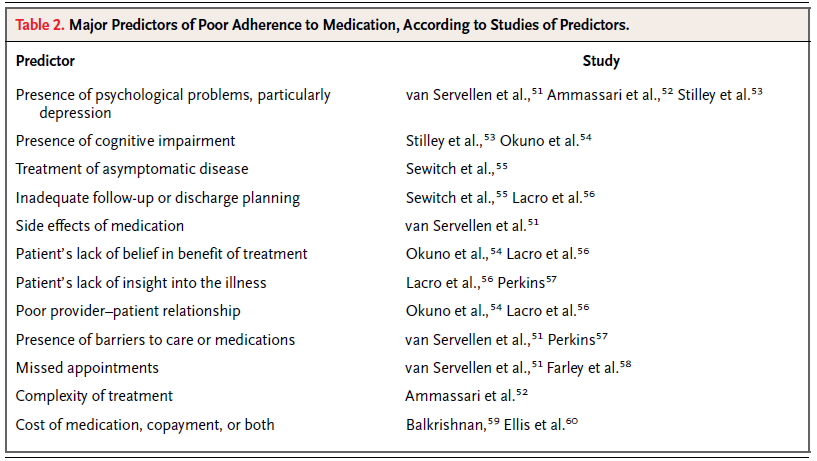 Table 2. Major Predictors of Poor Adherence to Medication, According to Studies of Predictors.
Predictor Study
Presence of psychological problems, particularly van Servellen et al.,⁵¹ Ammassari et al.,⁵² Stilley et al.⁵³
depression
Presence of cognitive impairment Stilley et al.,⁵³ Okuno et al.⁵⁴
Treatment of asymptomatic disease Sewitch et al.,⁵⁵
Inadequate follow-up or discharge planning Sewitch et al.,⁵⁵ Lacro et al.⁵⁶
Side effects of medication van Servellen et al.⁵¹
Patient’s lack of belief in benefit of treatment Okuno et al.,⁵⁴ Lacro et al.⁵⁶
Patient’s lack of insight into the illness Lacro et al.,⁵⁶ Perkins⁵⁷
Poor provider–patient relationship Okuno et al.,⁵⁴ Lacro et al.⁵⁶
Presence of barriers to care or medications van Servellen et al.,⁵¹ Perkins⁵⁷
Missed appointments van Servellen et al.,⁵¹ Farley et al.⁵⁸
Complexity of treatment Ammassari et al.⁵²
Cost of medication, copayment, or both Balkrishnan,⁵⁹ Ellis et al.⁶⁰